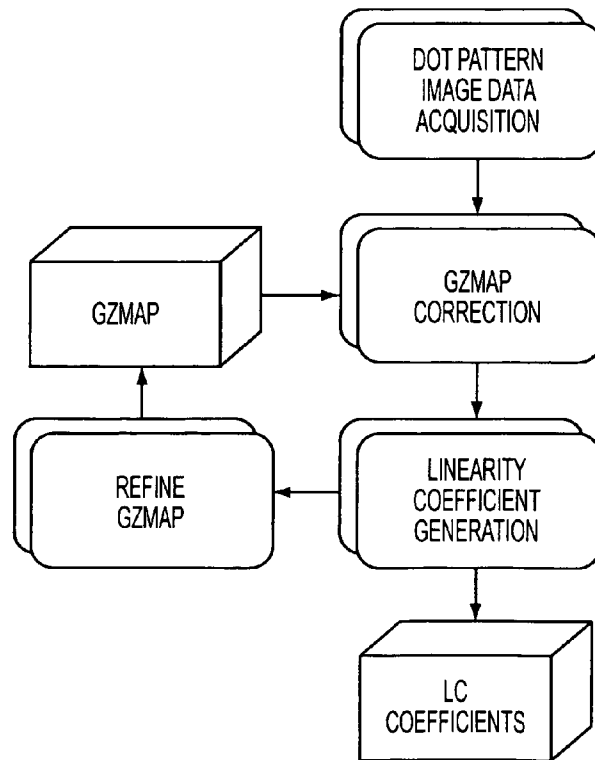 DOT PATTERN
IMAGE DATA
ACQUISITION
GZMAP
GZMAP
CORRECTION
REFINE
GZMAP
LINEARITY
COEFFICIENT
GENERATION
LC
COEFFICIENTS